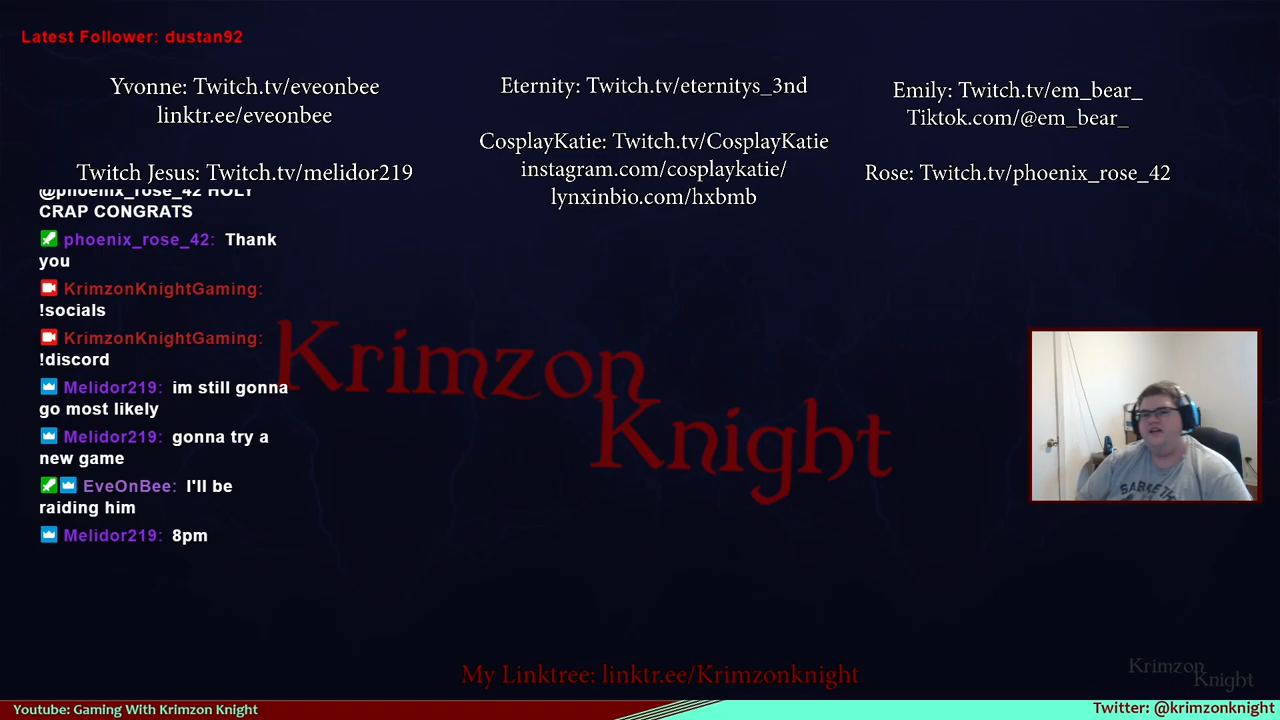 Latest Follower: dustan92
Yvonne: Twitch.tv/eveonbee
linktr.ee/eveonbee
Twitch Jesus: Twitch.tv/melidor219
Eternity: Twitch.tv/eternitys_3nd
CosplayKatie: Twitch.tv/CosplayKatie
instagram.com/cosplaykatie/
lynxinbio.com/hxbmb
Emily: Twitch.tv/em_bear_
Tiktok.com/@em_bear_
Rose: Twitch.tv/phoenix_rose_42
@phoenix_rose_42 HOLY
CRAP CONGRATS
phoenix_rose_42: Thank
you
KrimzonKnightGaming:
!socials
KrimzonKnightGaming:
!discord
Melidor219: im still gonna
go most likely
Melidor219: gonna try a
new game
EveOnBee: I'll be
raiding him
Melidor219: 8pm
Krimzon
Knight
My Linktree: linktr.ee/Krimzonknight
Krimzon
Knight
Youtube: Gaming With Krimzon Knight
Twitter: @krimzonknight